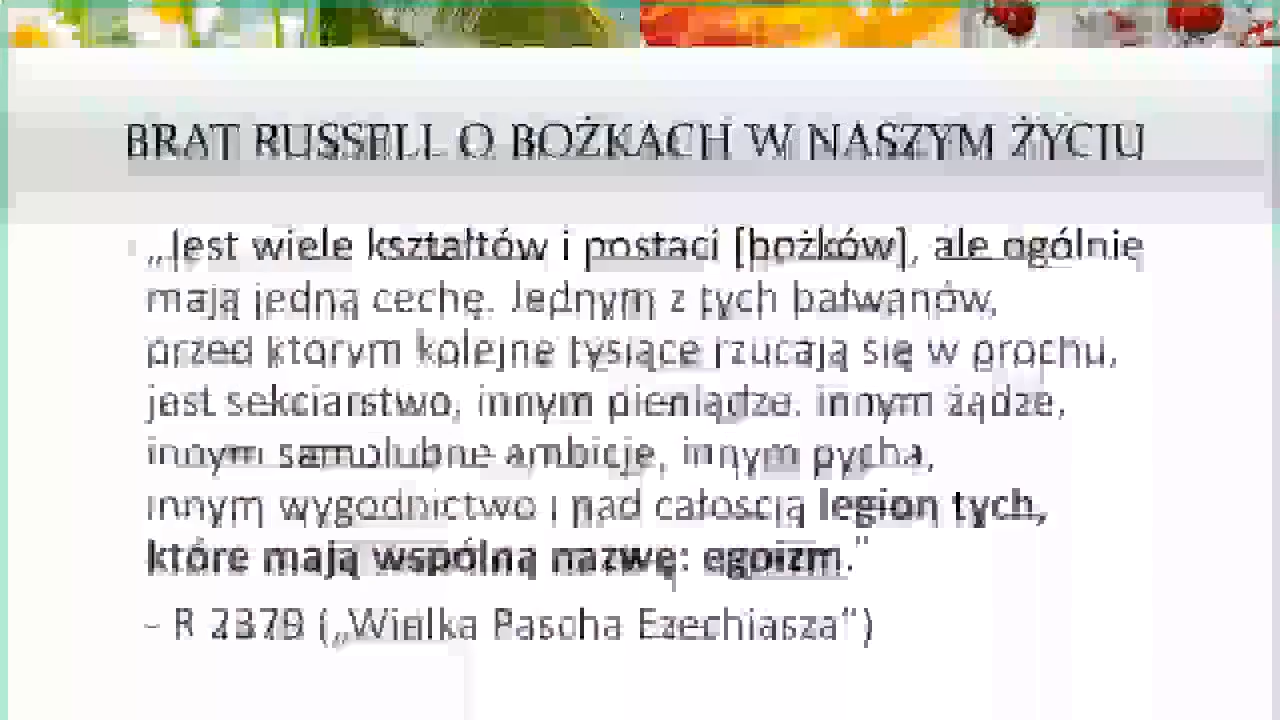 BRAT RUSSELL O BOŻKACH W NASZYM ŻYCIU
„Jest wiele kształtów i postaci [bożków], ale ogólnie
mają jedną cechę. Jednym z tych bałwanów,
przed którym kolejne tysiące rzucają się w prochu,
jest sekciarstwo, innym pieniądze, innym żądze,
innym samolubne ambicje, innym pycha,
innym wygodnictwo i nad całością legion tych,
które mają wspólną nazwę: egoizm."
– R 2379 („Wielka Pascha Ezechiasza")